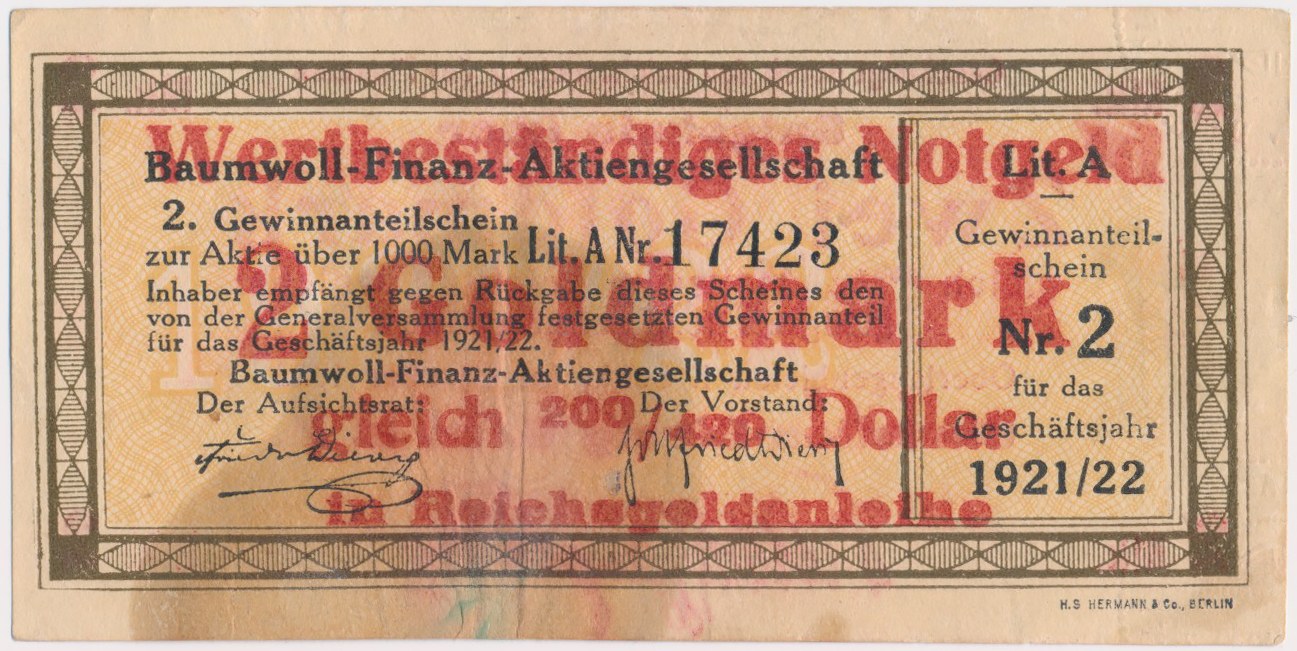 Wertbeständiges Notgeld
Baumwoll-Finanz-Aktiengesellschaft
2. Gewinnanteilschein
zur Aktie über 1000 Mark Lit. A Nr. 17423
2 Goldmark
Inhaber empfängt gegen Rückgabe dieses Scheines den
von der Generalversammlung festgesetzten Gewinnanteil
für das Geschäftsjahr 1921/22.
Baumwoll-Finanz-Aktiengesellschaft
Der Aufsichtsrat: Der Vorstand:
gleich 200/420 Dollar
in Reichsgoldanleihe
Lit. A
Gewinnanteil-
schein
Nr. 2
für das
Geschäftsjahr
1921/22
H.S HERMANN & Co., BERLIN